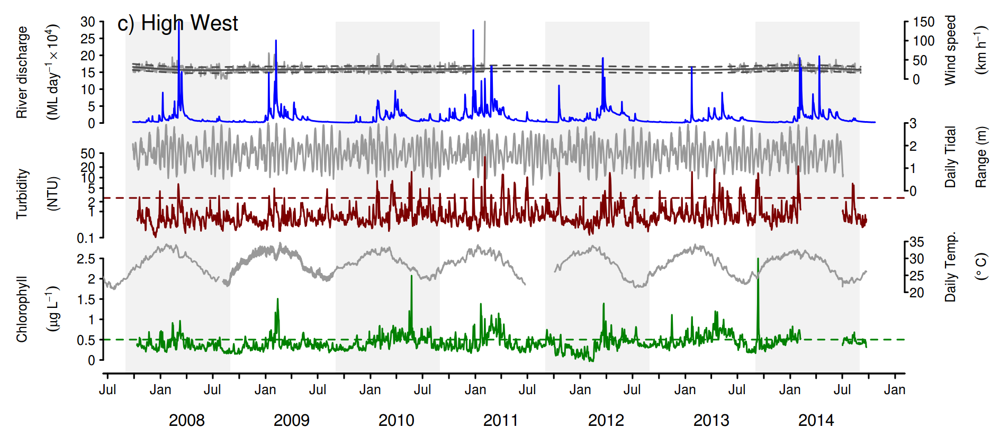 c) High West
River discharge
(ML day⁻¹ × 10⁴)
30
25
20
15
10
5
0
150
100
50
0
Wind speed
(km h⁻¹)
3
2
1
0
Daily Tidal
Range (m)
Turbidity
(NTU)
50
20
10
5
2
1
0.1
35
30
25
20
Daily Temp.
(° C)
Chlorophyll
(µg L⁻¹)
2.5
2
1.5
1
0.5
0
Jul Jan Jul Jan Jul Jan Jul Jan Jul Jan Jul Jan Jul Jan Jul Jan
2008 2009 2010 2011 2012 2013 2014